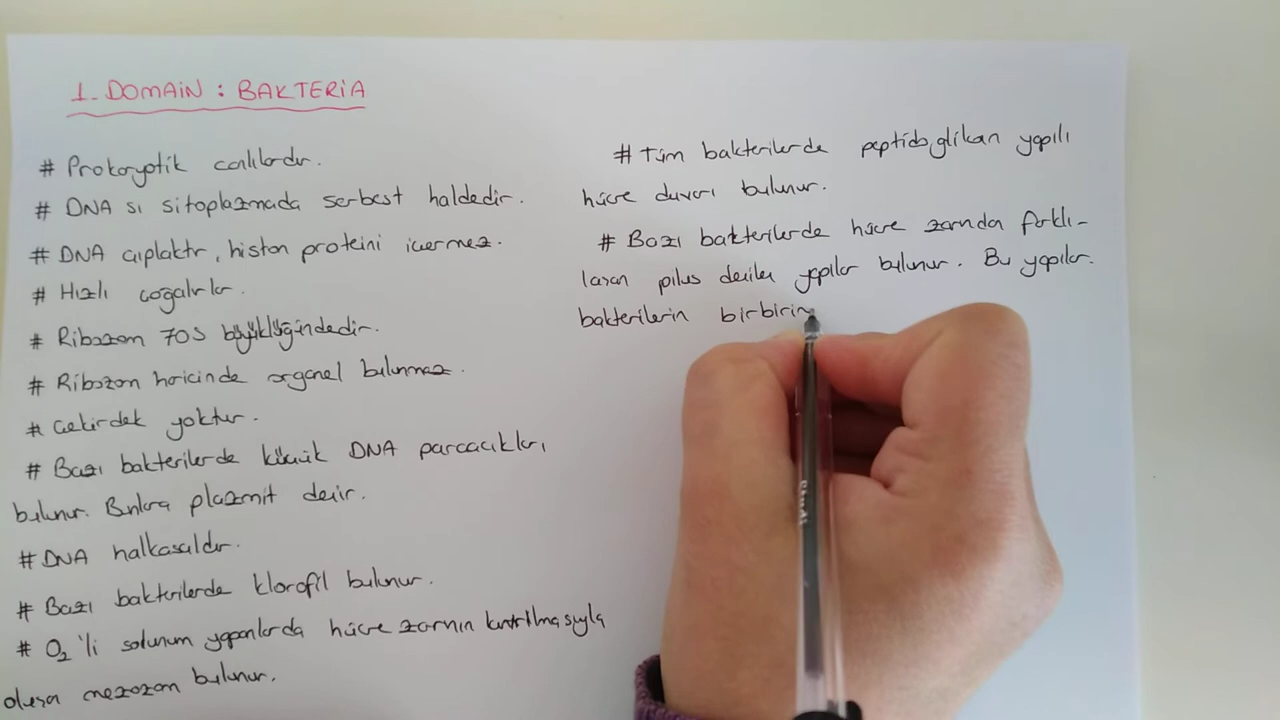 1. DOMAIN : BAKTERIA
# Prokaryotik canlılardır.
# DNA sı sitoplazmada serbest haldedir.
# DNA çıplaktır, histon proteini içermez.
# Hızlı çoğalırlar.
# Ribozom 70S büyüklüğündedir.
# Ribozom haricinde organel bulunmaz.
# Çekirdek yoktur.
# Bazı bakterilerde küçük DNA parçacıkları
bulunur. Bunlara plazmit denir.
# DNA halkasaldır.
# Bazı bakterilerde klorofil bulunur.
# O₂'li solunum yapanlarda hücre zarının kıvrılmasıyla
oluşan mezozom bulunur.
# Tüm bakterilerde peptidoglikan yapılı
hücre duvarı bulunur.
# Bazı bakterilerde hücre zarında farklı-
laşan pilus denilen yapılar bulunur. Bu yapılar
bakterilerin birbirin